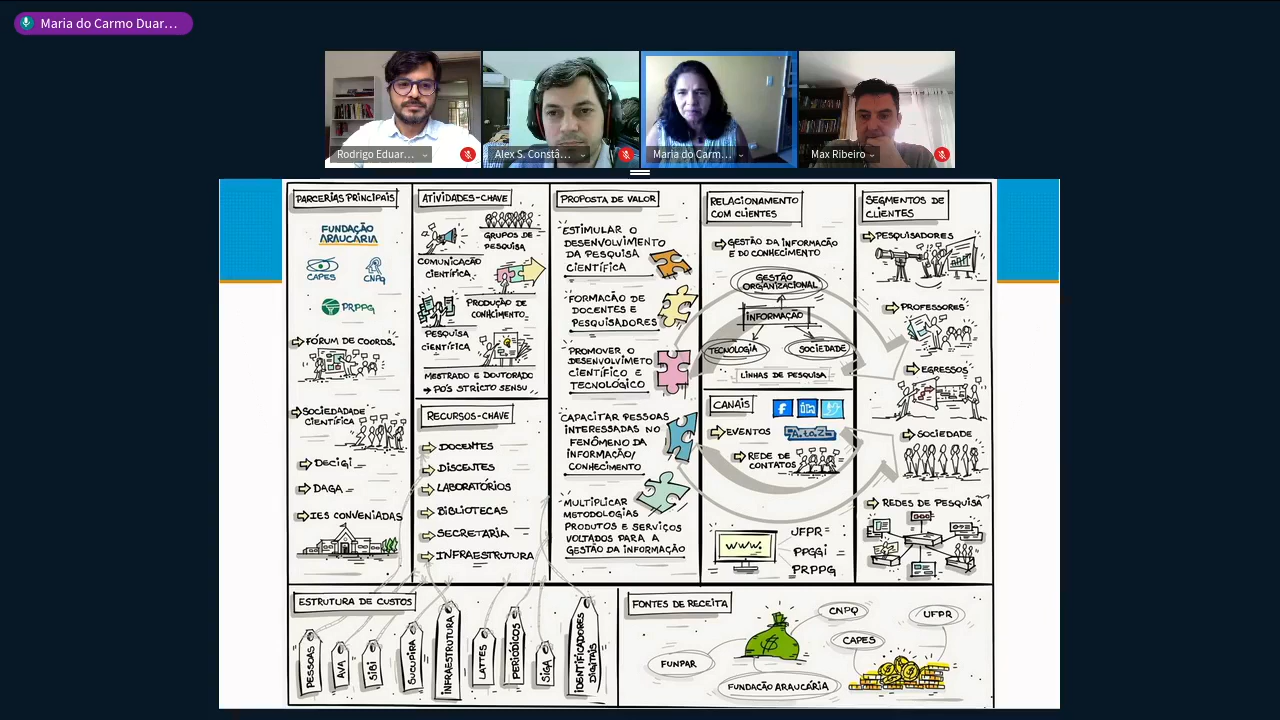 Maria do Carmo Duar...
Rodrigo Eduar...
Alex S. Constâ...
Maria do Carm...
Max Ribeiro
PARCERIAS PRINCIPAIS
FUNDAÇÃO
ARAUCÁRIA
CAPES
CNPQ
PRPPG
FÓRUM DE COORDS.
SOCIEDADADE
CIENTÍFICA
DECIGI
DAGA
IES CONVENIADAS
ATIVIDADES-CHAVE
GRUPOS DE
PESQUISA
COMUNICAÇÃO
CIENTÍFICA
PRODUÇÃO DE
CONHCIMENTO
PESQUISA
CIENTÍFICA
MESTRADO E DOUTORADO
PÓS STRICTO SENSU
RECURSOS-CHAVE
DOCENTES
DISCENTES
LABORATÓRIOS
BIBLIOTECAS
SECRETARIA
INFRAESTRUTURA
PROPOSTA DE VALOR
ESTIMULAR O
DESENVOLVIMENTO
DA PESQUISA
CIENTÍFICA
FORMAÇÃO DE
DOCENTES E
PESQUISADORES
PROMOVER O
DESENVOLVIMETO
CIENTÍFICO E
TECNOLÓGICO
CAPACITAR PESSOAS
INTERESSADAS NO
FENÔMENO DA
INFORMAÇÃO/
CONHECIMENTO
MULTIPLICAR
METODOLOGIAS
PRODUTOS E SERVIÇOS
VOLTADOS PARA A
GESTÃO DA INFORMAÇÃO
RELACIONAMENTO
COM CLIENTES
GESTÃO DA INFORMAÇÃO
E DO CONHECIMENTO
GESTÃO
ORGANIZACIONAL
INFORMAÇÃO
TECNOLOGIA
SOCIEDADE
LINHAS DE PESQUISA
CANAIS
f
in
EVENTOS
A.to.Z
REDE DE
CONTATOS
www.
UFPR
PPGGI
PRPPG
SEGMENTOS DE
CLIENTES
PESQUISADORES
PROFESSORES
EGRESSOS
SOCIEDADE
REDES DE PESQUISA
ESTRUTURA DE CUSTOS
PESSOAS
AVA
SIBI
SUCUPIRA
INFRAESTRUTURA
LATTES
PERIÓDICOS
SIGA
IDENTIFICADORES
DIGITAIS
FONTES DE RECEITA
FUNPAR
$
CNPQ
CAPES
UFPR
FUNDAÇÃO ARAUCÁRIA